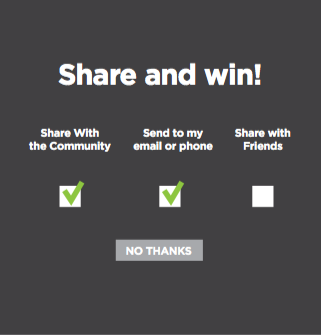 Share and win!
Share With
the Community
Send to my
email or phone
Share with
Friends
NO THANKS